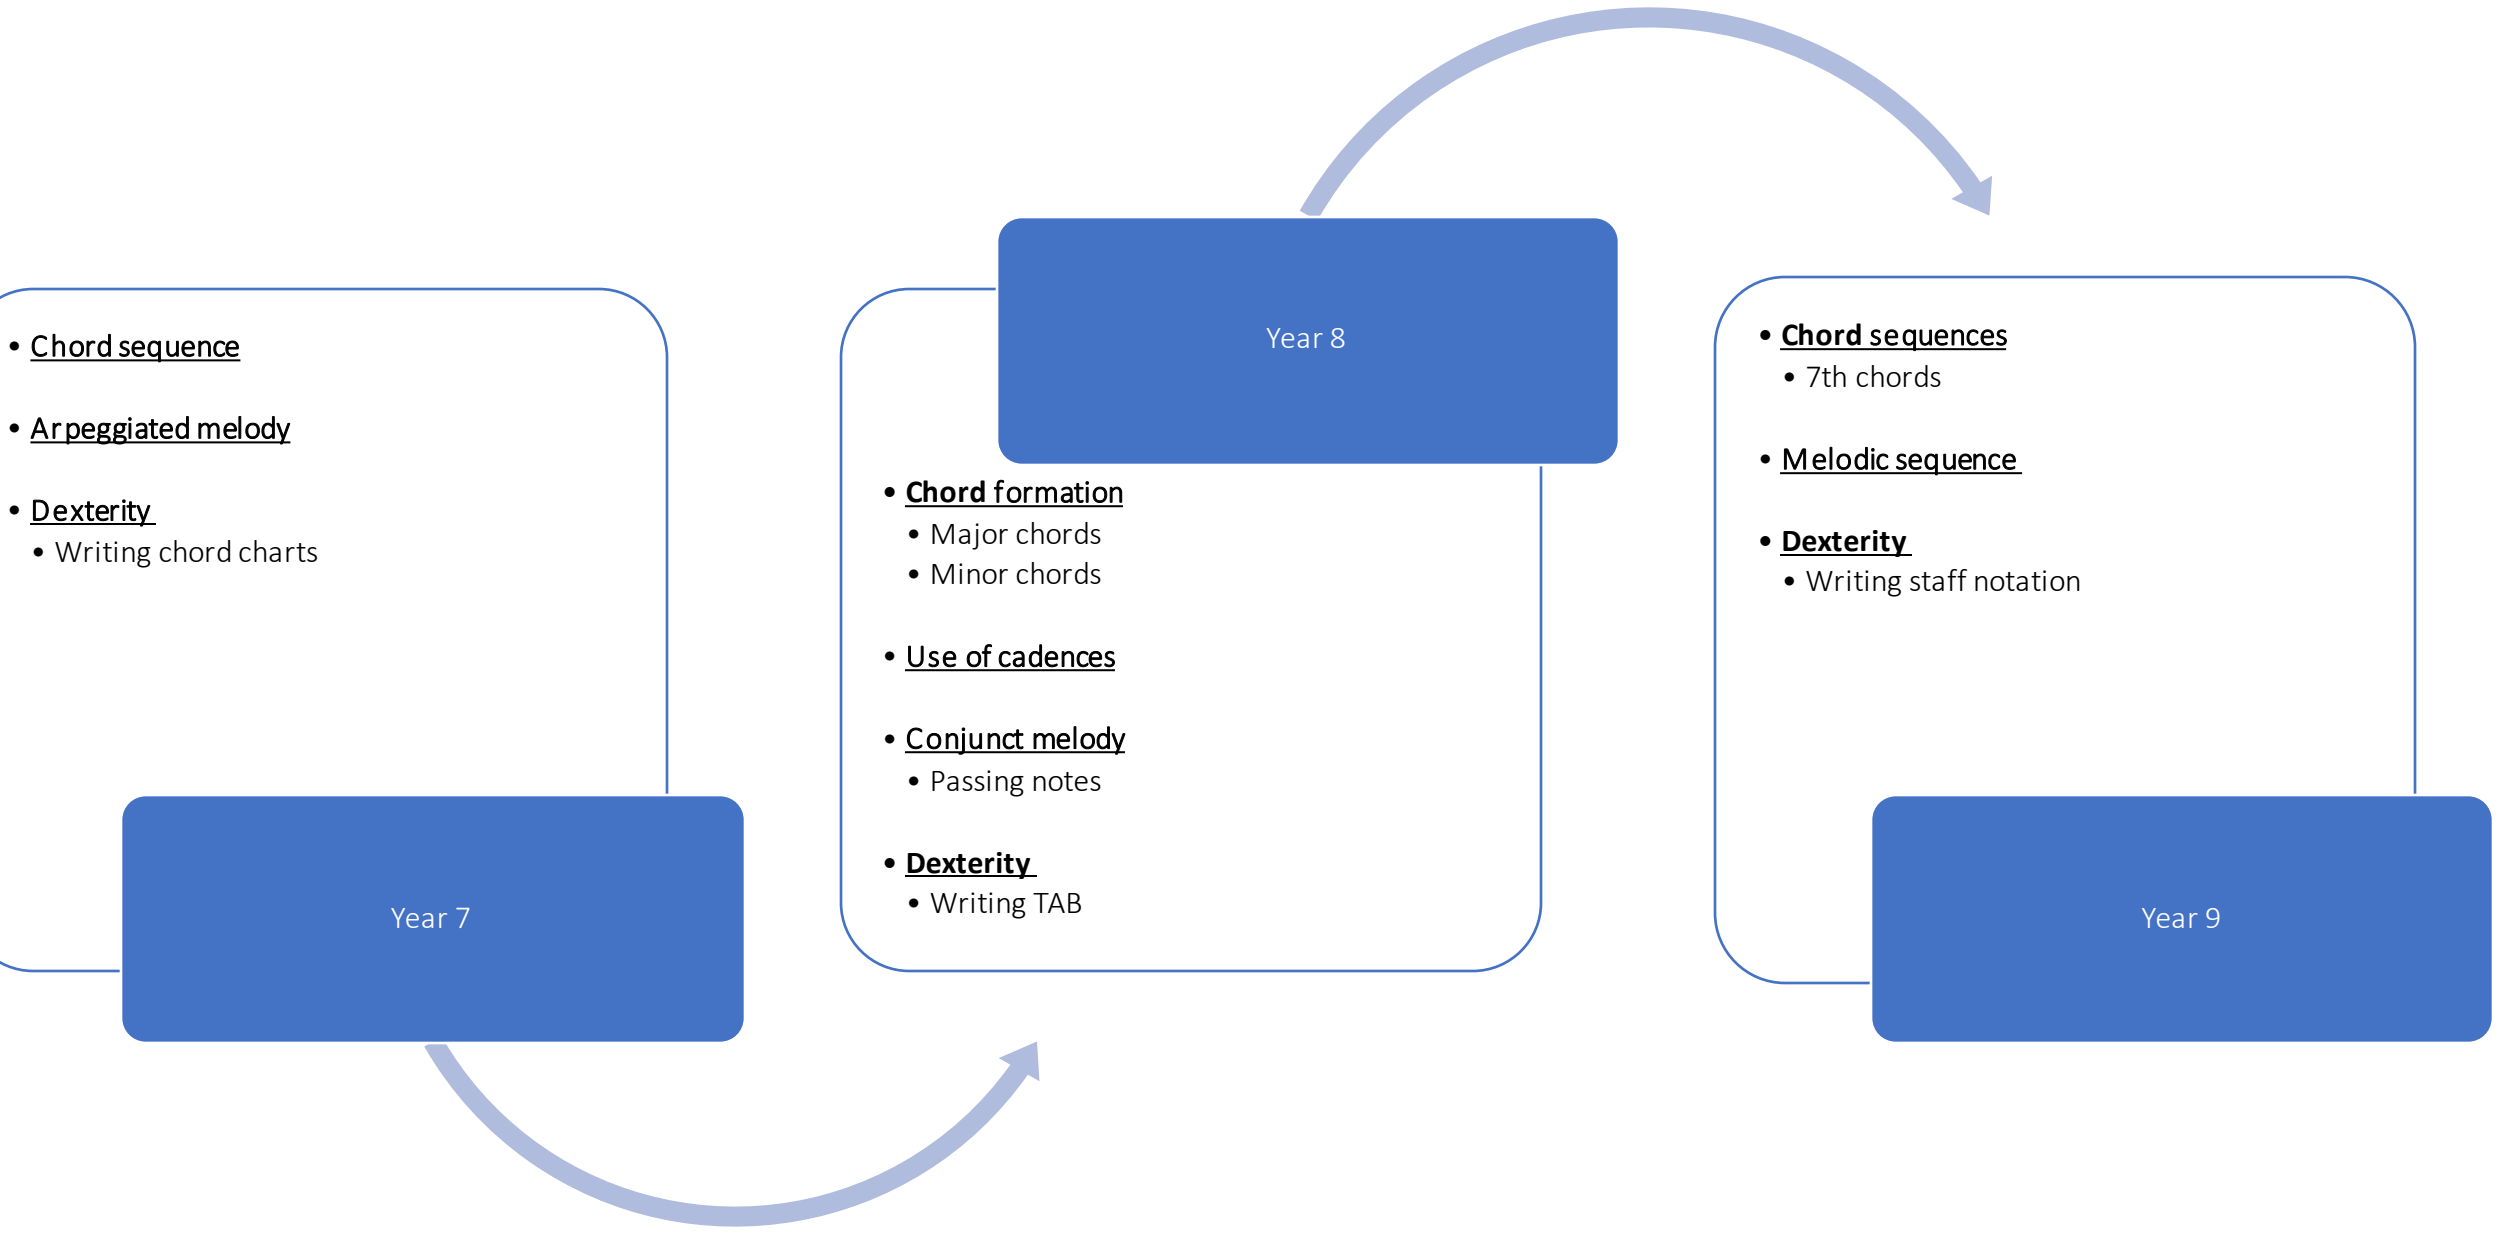 • Chord sequence
• Arpeggiated melody
• Dexterity
• Writing chord charts
Year 7
Year 8
• Chord formation
• Major chords
• Minor chords
• Use of cadences
• Conjunct melody
• Passing notes
• Dexterity
• Writing TAB
• Chord sequences
• 7th chords
• Melodic sequence
• Dexterity
• Writing staff notation
Year 9